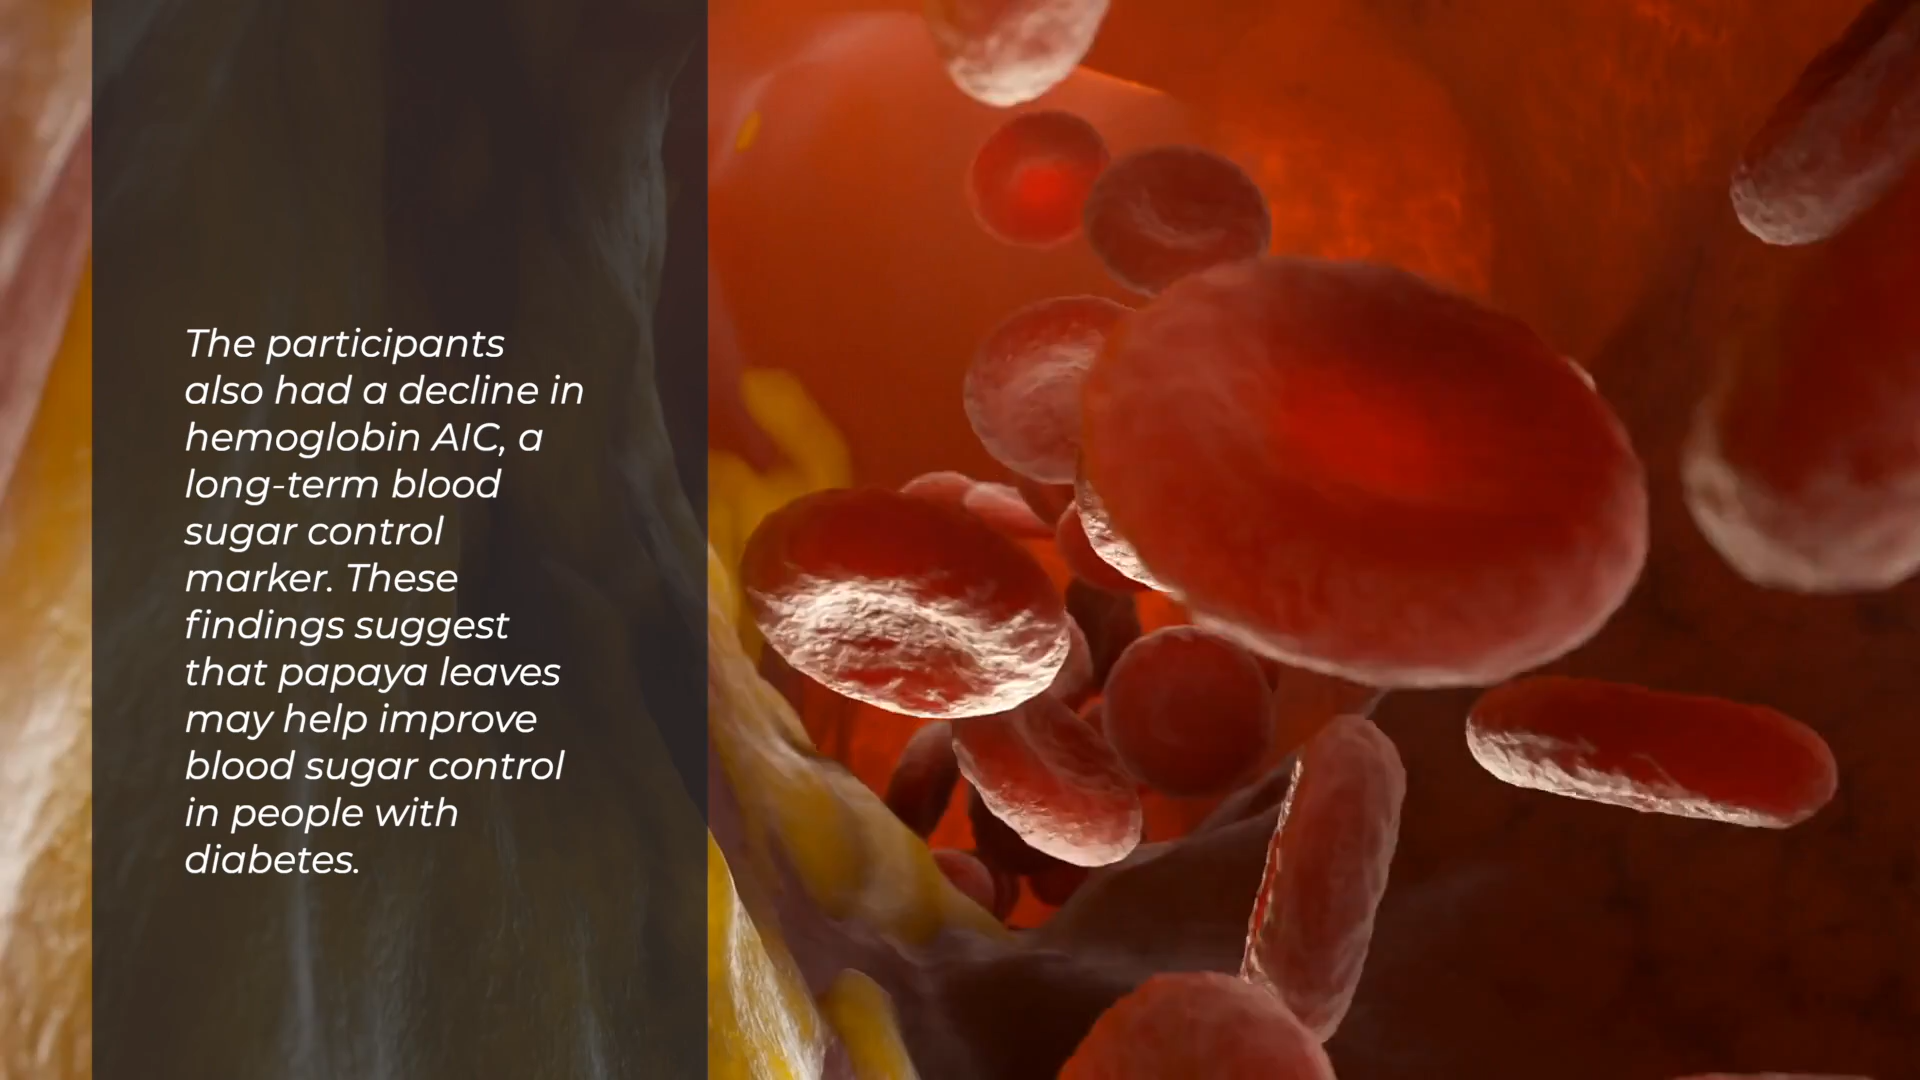 The participants
also had a decline in
hemoglobin AIC, a
long-term blood
sugar control
marker. These
findings suggest
that papaya leaves
may help improve
blood sugar control
in people with
diabetes.